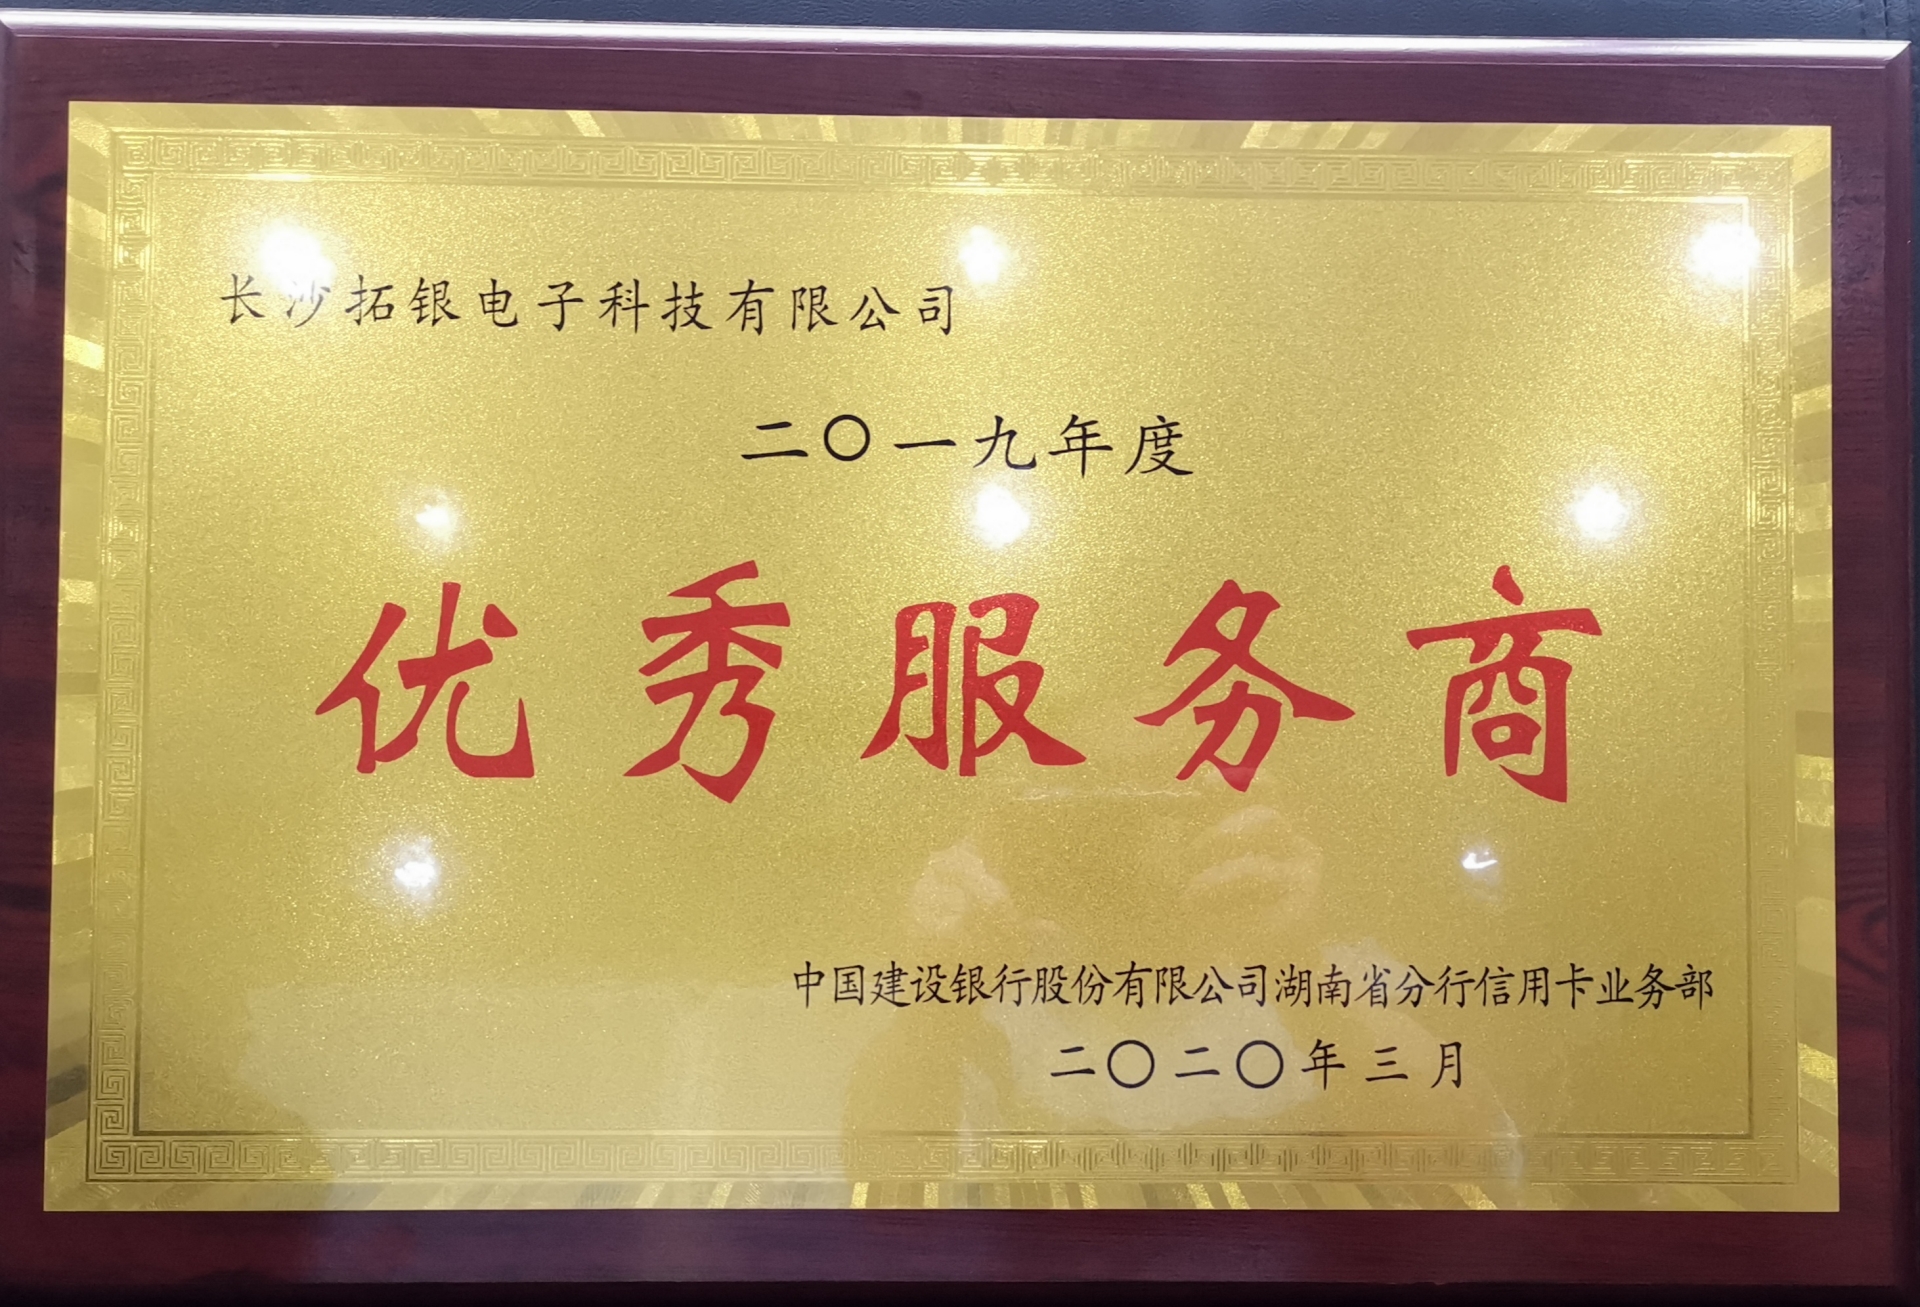 长沙拓银电子科技有限公司
二〇一九年度
优秀服务商
中国建设银行股份有限公司湖南省分行信用卡业务部
二〇二〇年三月